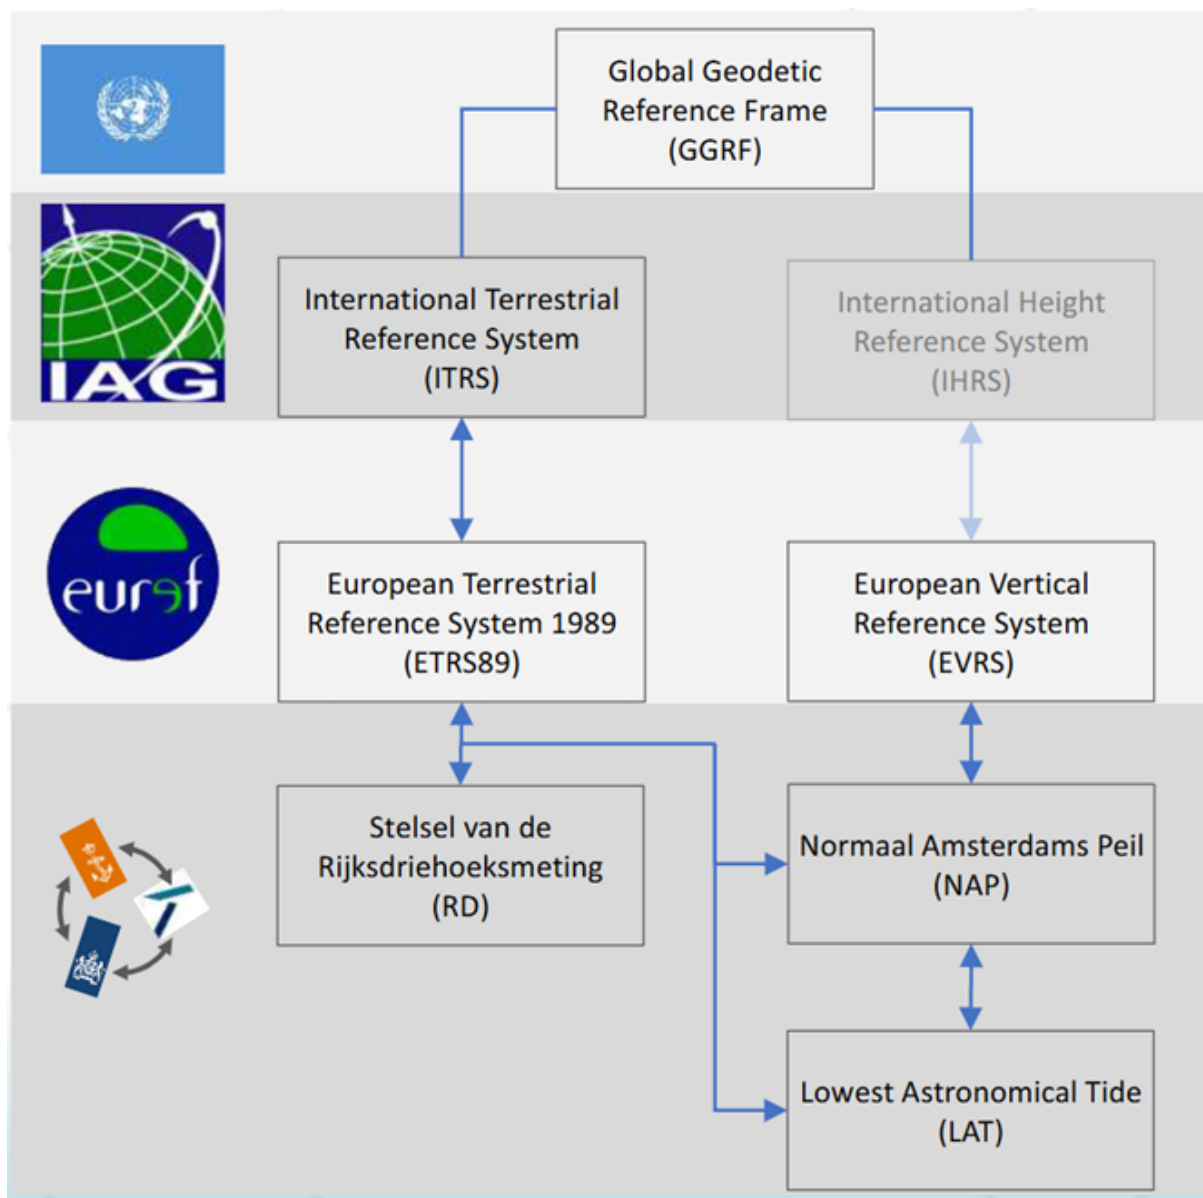 Global Geodetic
Reference Frame
(GGRF)
IAG
International Terrestrial
Reference System
(ITRS)
International Height
Reference System
(IHRS)
euref
European Terrestrial
Reference System 1989
(ETRS89)
European Vertical
Reference System
(EVRS)
Stelsel van de
Rijksdriehoeksmeting
(RD)
Normaal Amsterdams Peil
(NAP)
Lowest Astronomical Tide
(LAT)